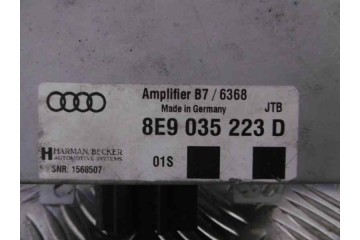 Amplifier B7 / 6368
Made in Germany JTB
8E9 035 223 D
HARMAN/BECKER
AUTOMOTIVE SYSTEMS
01S
SNR: 1568507